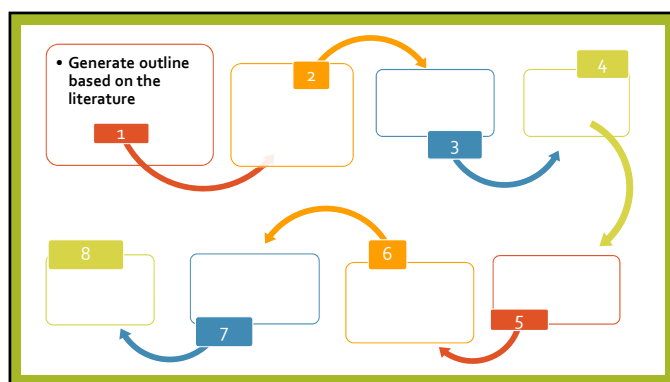 • Generate outline
based on the
literature
1
2
3
4
5
6
7
8